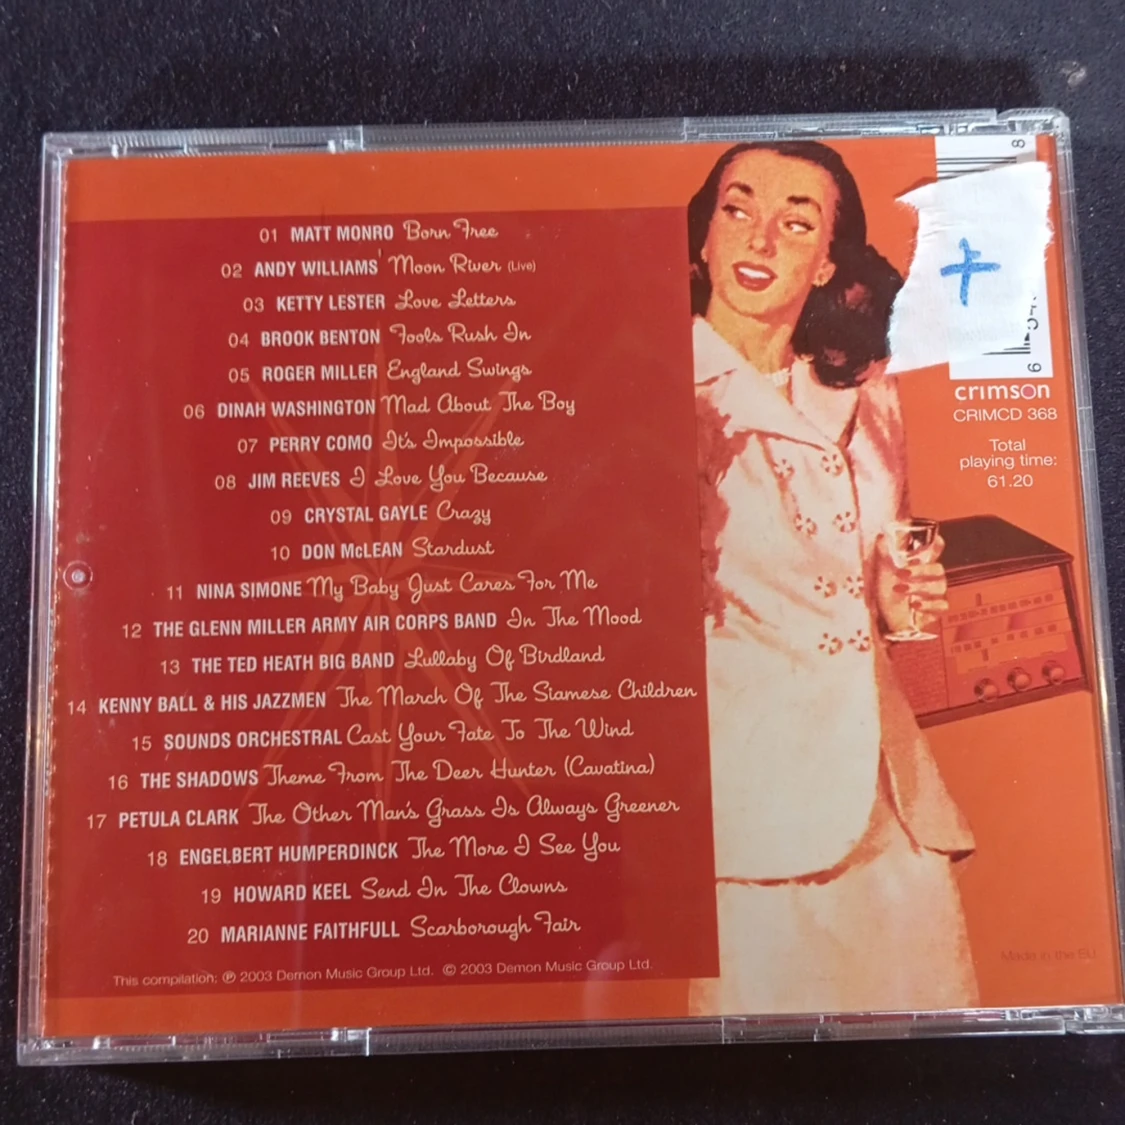 01 MATT MONRO Born Free
02 ANDY WILLIAMS' Moon River (Live)
03 KETTY LESTER Love Letters
04 BROOK BENTON Fools Rush In
05 ROGER MILLER England Swings
06 DINAH WASHINGTON Mad About The Boy
07 PERRY COMO It's Impossible
08 JIM REEVES I Love You Because
09 CRYSTAL GAYLE Crazy
10 DON McLEAN Stardust
11 NINA SIMONE My Baby Just Cares For Me
12 THE GLENN MILLER ARMY AIR CORPS BAND In The Mood
13 THE TED HEATH BIG BAND Lullaby Of Birdland
14 KENNY BALL & HIS JAZZMEN The March Of The Siamese Children
15 SOUNDS ORCHESTRAL Cast Your Fate To The Wind
16 THE SHADOWS Theme From The Deer Hunter (Cavatina)
17 PETULA CLARK The Other Man's Grass Is Always Greener
18 ENGELBERT HUMPERDINCK The More I See You
19 HOWARD KEEL Send In The Clowns
20 MARIANNE FAITHFULL Scarborough Fair
This compilation: ℗ 2003 Demon Music Group Ltd. © 2003 Demon Music Group Ltd.
8
+
6
crimson
CRIMCD 368
Total
playing time:
61.20
Made in the EU